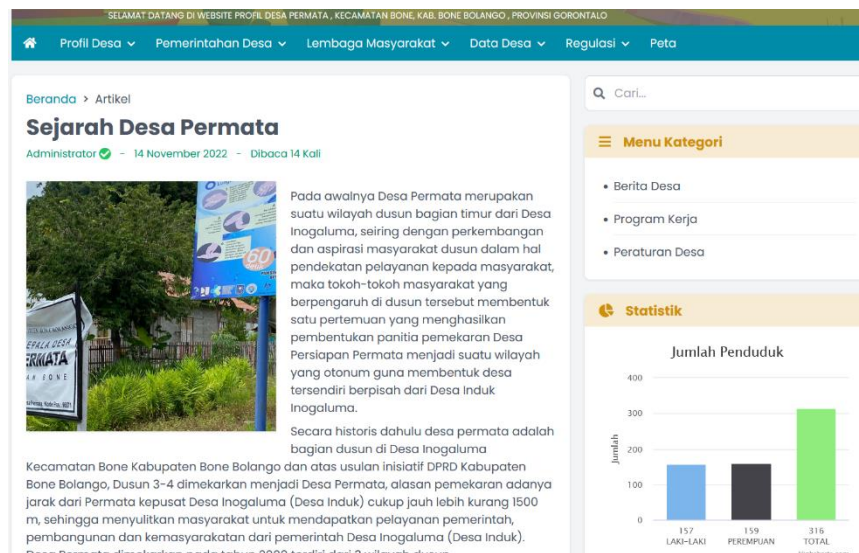 SELAMAT DATANG DI WEBSITE PROFIL DESA PERMATA , KECAMATAN BONE, KAB. BONE BOLANGO , PROVINSI GORONTALO
Profil Desa Pemerintahan Desa Lembaga Masyarakat Data Desa Regulasi Peta
Beranda > Artikel
Sejarah Desa Permata
Administrator - 14 November 2022 - Dibaca 14 Kali
60
KEPALA DESA
PERMATA
Pada awalnya Desa Permata merupakan
suatu wilayah dusun bagian timur dari Desa
Inogaluma, seiring dengan perkembangan
dan aspirasi masyarakat dusun dalam hal
pendekatan pelayanan kepada masyarakat,
maka tokoh-tokoh masyarakat yang
berpengaruh di dusun tersebut membentuk
satu pertemuan yang menghasilkan
pembentukan panitia pemekaran Desa
Persiapan Permata menjadi suatu wilayah
yang otonum guna membentuk desa
tersendiri berpisah dari Desa Induk
Inogaluma.
Secara historis dahulu desa permata adalah
bagian dusun di Desa Inogaluma
Kecamatan Bone Kabupaten Bone Bolango dan atas usulan inisiatif DPRD Kabupaten
Bone Bolango, Dusun 3-4 dimekarkan menjadi Desa Permata, alasan pemekaran adanya
jarak dari Permata kepusat Desa Inogaluma (Desa Induk) cukup jauh lebih kurang 1500
m, sehingga menyulitkan masyarakat untuk mendapatkan pelayanan pemerintah,
pembangunan dan kemasyarakatan dari pemerintah Desa Inogaluma (Desa Induk).
Cari...
Menu Kategori
Berita Desa
Program Kerja
Peraturan Desa
Statistik
Jumlah Penduduk
Jumlah
400
300
200
100
0
157 159 316
LAKI-LAKI PEREMPUAN TOTAL